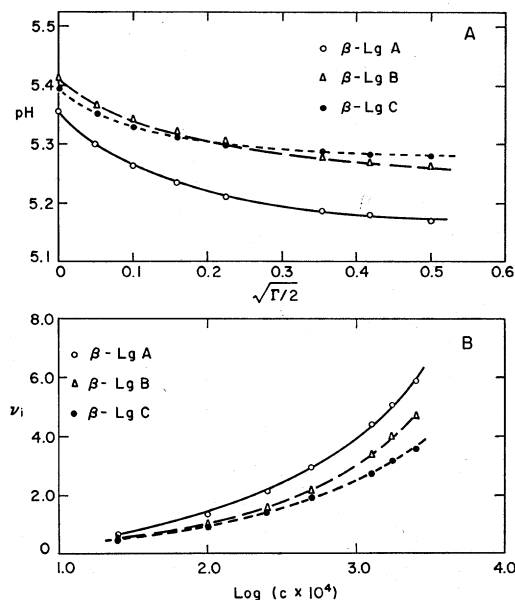 A
o β-Lg A
△ β-Lg B
• β-Lg C
5.5
5.4
pH
5.3
5.2
5.1
0 0.1 0.2 0.3 0.4 0.5 0.6
√Γ/2
B
o β-Lg A
△ β-Lg B
• β-Lg C
8.0
6.0
νi
4.0
2.0
0
1.0 2.0 3.0 4.0
Log (c × 10⁴)